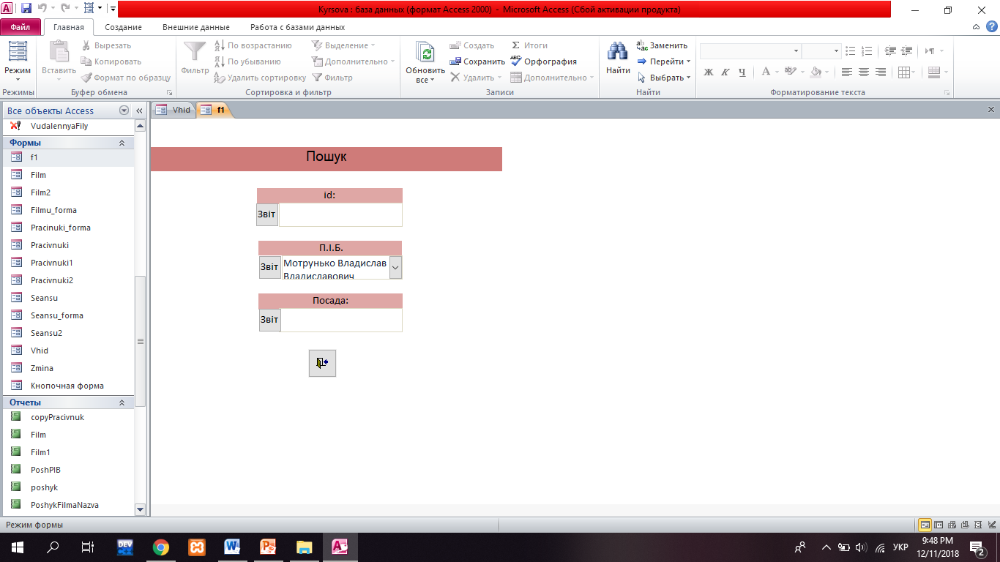 Kyrsova : база данных (формат Access 2000) - Microsoft Access (Сбой активации продукта)
Файл Главная Создание Внешние данные Работа с базами данных
Режим
Режимы
Вставить
Вырезать
Копировать
Формат по образцу
Буфер обмена
Фильтр
По возрастанию
По убыванию
Удалить сортировку
Выделение
Дополнительно
Фильтр
Сортировка и фильтр
Обновить
все
Создать
Сохранить
Удалить
Итоги
Орфография
Дополнительно
Записи
Найти
Заменить
Перейти
Выбрать
Найти
Ж К Ч
Форматирование текста
Все объекты Access
VudalennyaFily
Формы
f1
Film
Film2
Filmu_forma
Pracinuki_forma
Pracivnuki
Pracivnuki1
Pracivnuki2
Seansu
Seansu_forma
Seansu2
Vhid
Zmina
Кнопочная форма
Отчеты
copyPracivnuk
Film
Film1
PoshPIB
poshyk
PoshykFilmaNazva
Vhid f1
Пошук
id:
Звіт
П.І.Б.
Звіт
Мотрунько Владислав
Владиславович
Посада:
Звіт
Режим формы
DEV
УКР
9:48 PM
12/11/2018
2